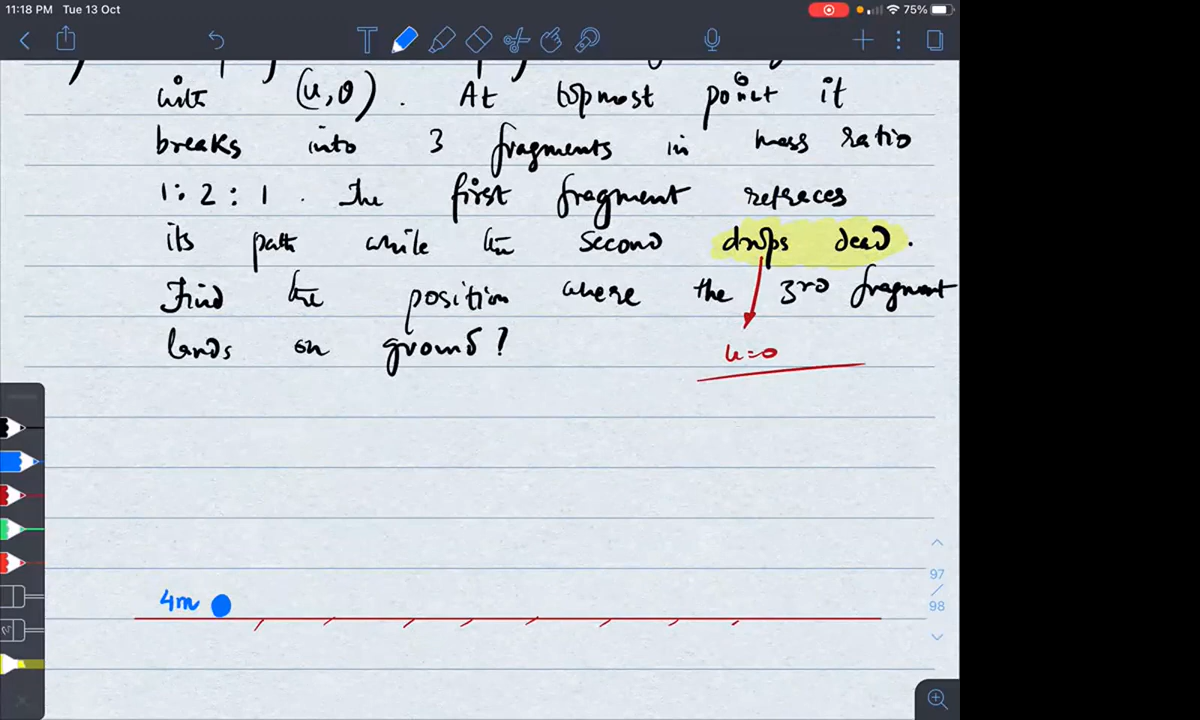 11:18 PM Tue 13 Oct
75%
with (u,θ). At topmost point it
breaks into 3 fragments in mass ratio
1:2:1. The first fragment retraces
its path while the second drops dead.
Find the position where the 3rd fragment
lands on ground?
u=0
97
/
98
4m